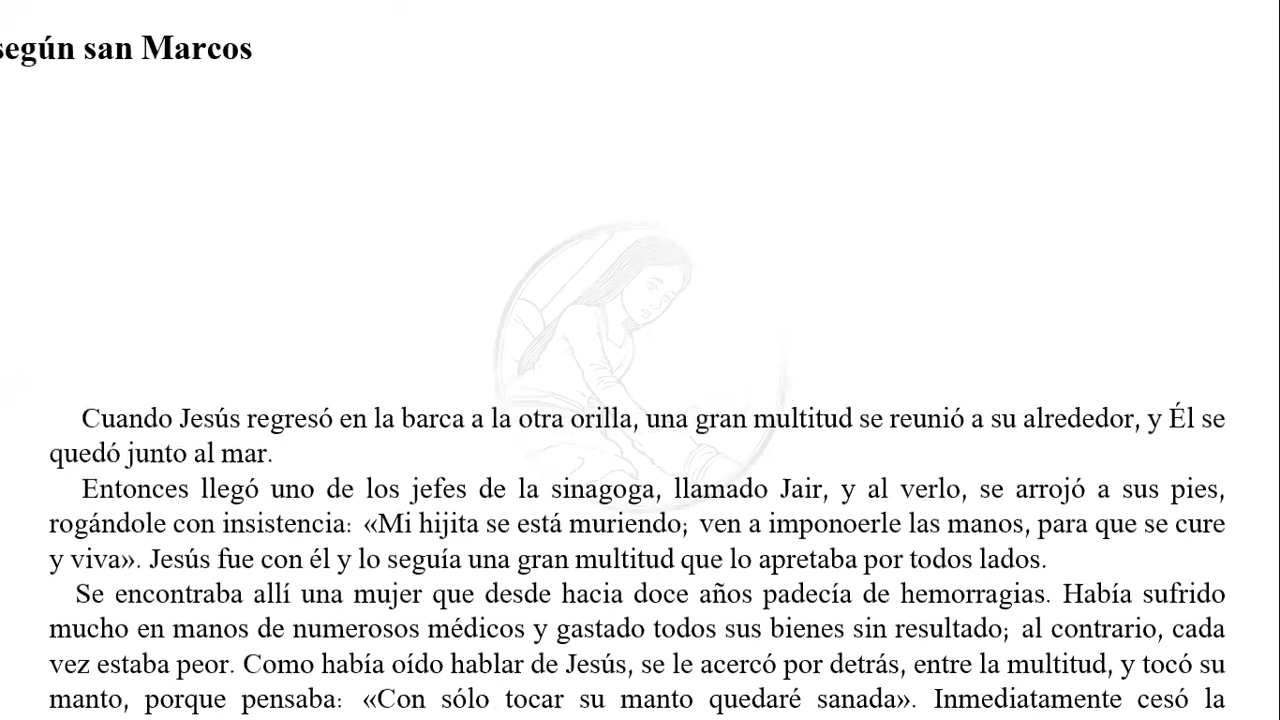 según san Marcos
Cuando Jesús regresó en la barca a la otra orilla, una gran multitud se reunió a su alrededor, y Él se
quedó junto al mar.
Entonces llegó uno de los jefes de la sinagoga, llamado Jair, y al verlo, se arrojó a sus pies,
rogándole con insistencia: «Mi hijita se está muriendo; ven a imponoerle las manos, para que se cure
y viva». Jesús fue con él y lo seguía una gran multitud que lo apretaba por todos lados.
Se encontraba allí una mujer que desde hacia doce años padecía de hemorragias. Había sufrido
mucho en manos de numerosos médicos y gastado todos sus bienes sin resultado; al contrario, cada
vez estaba peor. Como había oído hablar de Jesús, se le acercó por detrás, entre la multitud, y tocó su
manto, porque pensaba: «Con sólo tocar su manto quedaré sanada». Inmediatamente cesó la